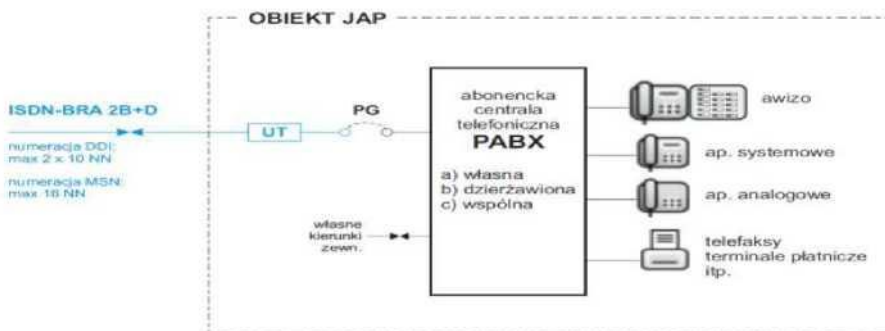 OBIEKT JAP
ISDN-BRA 2B+D
numeracja DDI:
max 2 x 10 NN
numeracja MSN:
max 16 NN
UT
PG
własne
kierunki
zewn.
abonencka
centrala
telefoniczna
PABX
a) własna
b) dzierżawiona
c) wspólna
awizo
ap. systemowe
ap. analogowe
telefaksy
terminale płatnicze
itp.